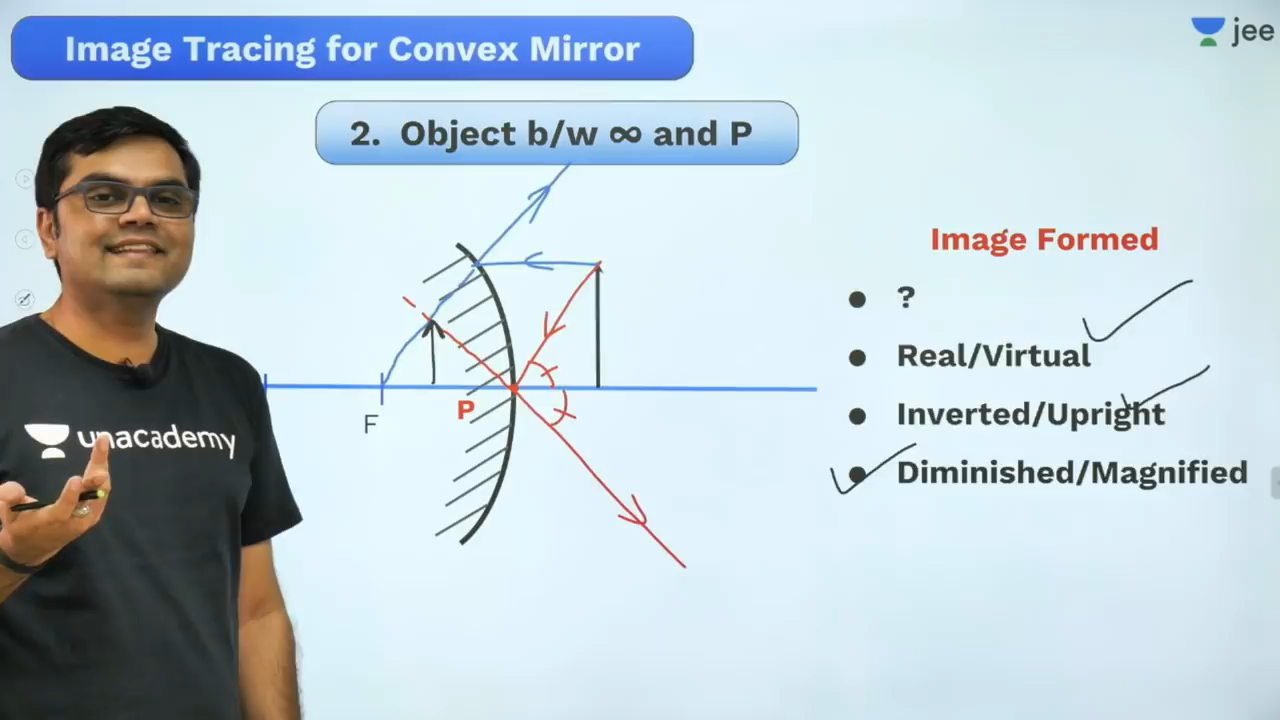 Image Tracing for Convex Mirror
jee
2. Object b/w ∞ and P
Image Formed
?
Real/Virtual
Inverted/Upright
Diminished/Magnified
P
F
unacademy